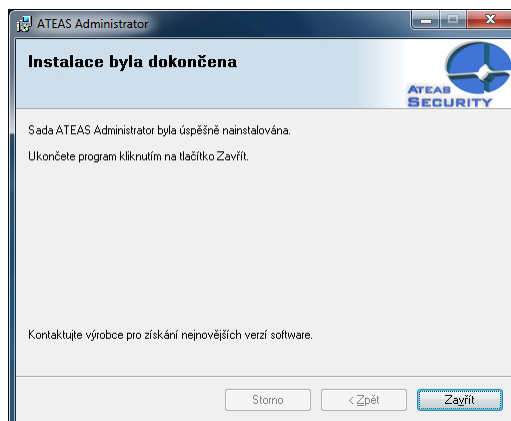 ATEAS Administrator
Instalace byla dokončena
ATEAS
SECURITY
Sada ATEAS Administrator byla úspěšně nainstalována.
Ukončete program kliknutím na tlačítko Zavřít.
Kontaktujte výrobce pro získání nejnovějších verzí software.
Storno
< Zpět
Zavřít